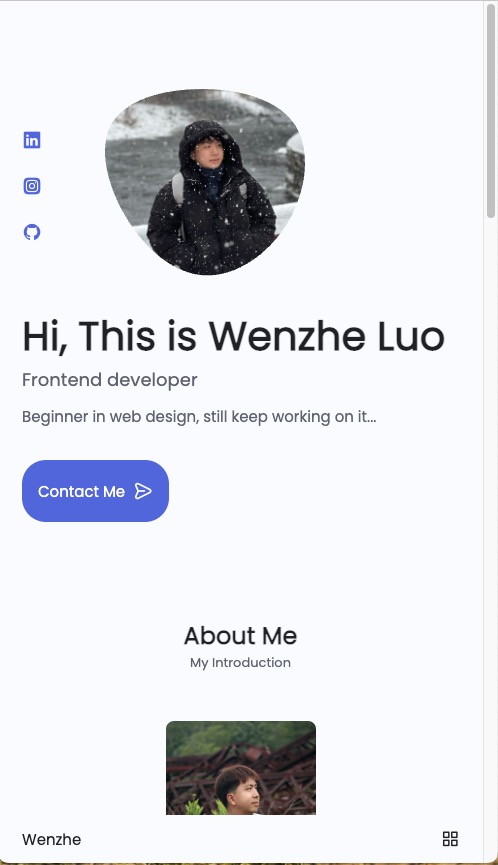 in
Hi, This is Wenzhe Luo
Frontend developer
Beginner in web design, still keep working on it...
Contact Me
About Me
My Introduction
Wenzhe